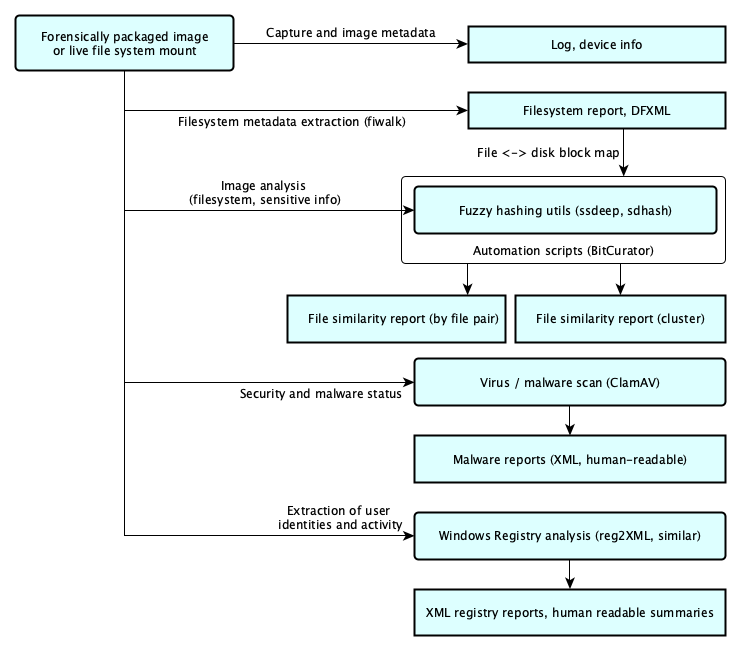 Forensically packaged image
or live file system mount
Capture and image metadata
Log, device info
Filesystem report, DFXML
Filesystem metadata extraction (fiwalk)
File <-> disk block map
Image analysis
(filesystem, sensitive info)
Fuzzy hashing utils (ssdeep, sdhash)
Automation scripts (BitCurator)
File similarity report (by file pair)
File similarity report (cluster)
Virus / malware scan (ClamAV)
Security and malware status
Malware reports (XML, human-readable)
Extraction of user
identities and activity
Windows Registry analysis (reg2XML, similar)
XML registry reports, human readable summaries